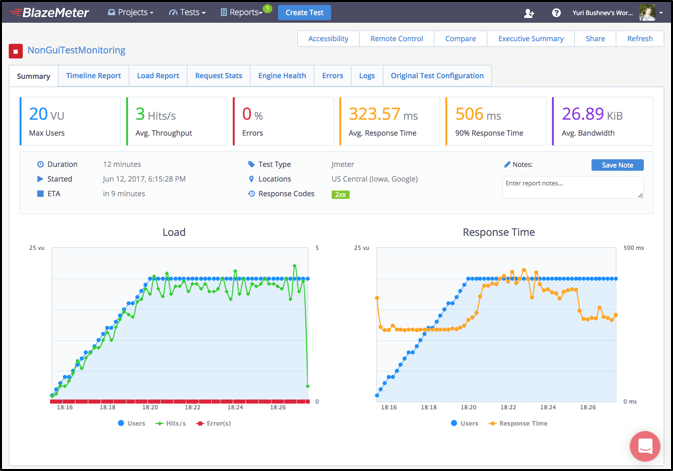 BlazeMeter Projects Tests Reports 1 Create Test Yuri Bushnev's Wor...
Accessibility Remote Control Compare Executive Summary Share Refresh
NonGuiTestMonitoring
Summary Timeline Report Load Report Request Stats Engine Health Errors Logs Original Test Configuration
20 VU 3 Hits/s 0 % 323.57 ms 506 ms 26.89 KiB
Max Users Avg. Throughput Errors Avg. Response Time 90% Response Time Avg. Bandwidth
Duration 12 minutes Test Type Jmeter Notes: Save Note
Started Jun 12, 2017, 6:15:28 PM Locations US Central (Iowa, Google) Enter report notes...
ETA in 9 minutes Response Codes 2xx
Load Response Time
25 vu 5 25 vu 500 ms
0 0 ms
18:16 18:18 18:20 18:22 18:24 18:26 18:16 18:18 18:20 18:22 18:24 18:26
Users Hits/s Error(s) Users Response Time